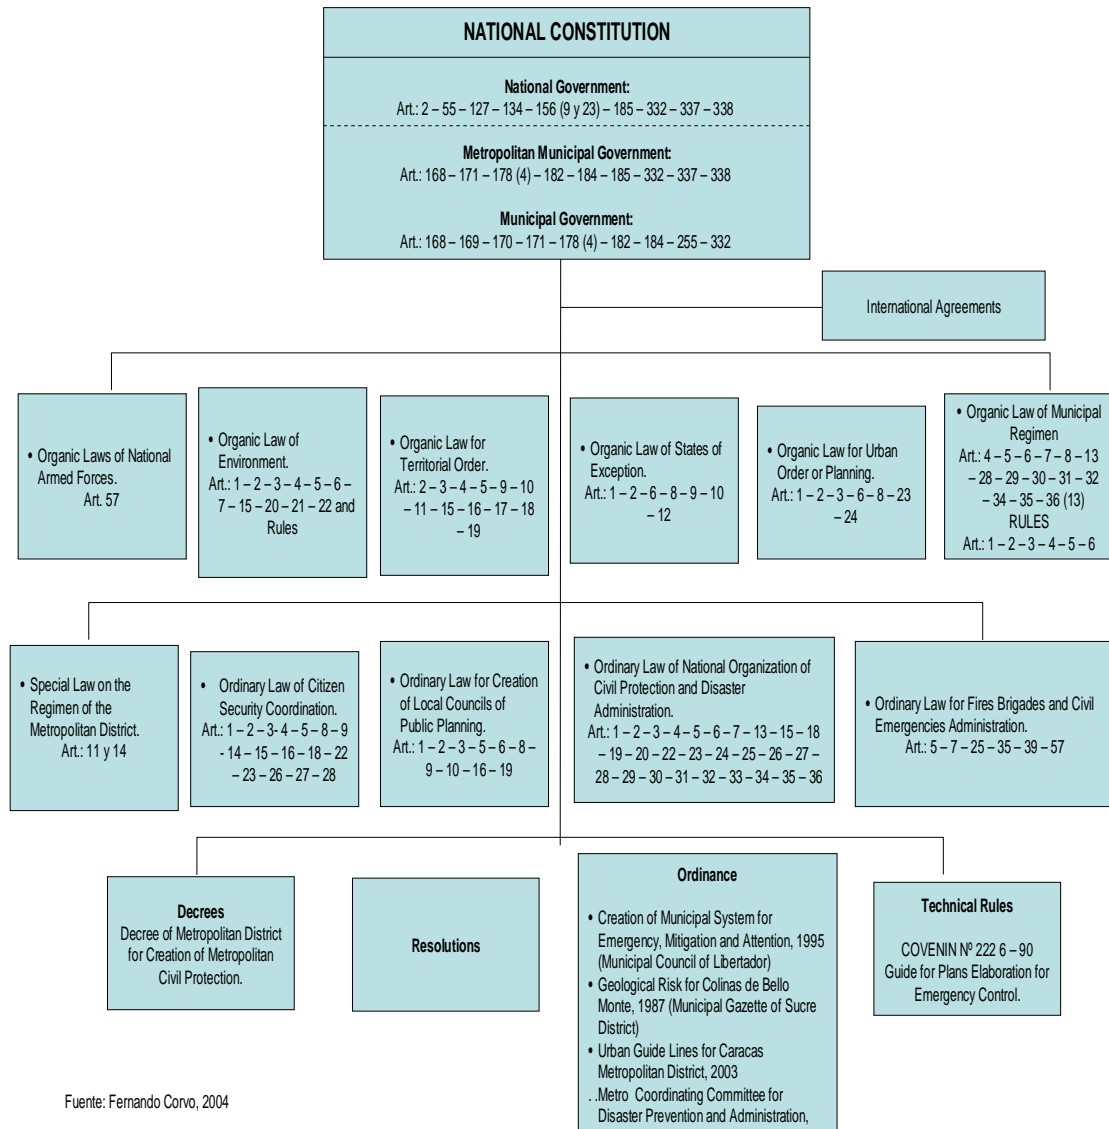 NATIONAL CONSTITUTION
National Government:
Art.: 2 – 55 – 127 – 134 – 156 (9 y 23) – 185 – 332 – 337 – 338
Metropolitan Municipal Government:
Art.: 168 – 171 – 178 (4) – 182 – 184 – 185 – 332 – 337 – 338
Municipal Government:
Art.: 168 – 169 – 170 – 171 – 178 (4) – 182 – 184 – 255 – 332
International Agreements
• Organic Laws of National
Armed Forces.
Art. 57
• Organic Law of
Environment.
Art.: 1 – 2 – 3 – 4 – 5 – 6 –
7 – 15 – 20 – 21 – 22 and
Rules
• Organic Law for
Territorial Order.
Art.: 2 – 3 – 4 – 5 – 9 – 10
– 11 – 15 – 16 – 17 – 18
– 19
• Organic Law of States of
Exception.
Art.: 1 – 2 – 6 – 8 – 9 – 10
– 12
• Organic Law for Urban
Order or Planning.
Art.: 1 – 2 – 3 – 6 – 8 – 23
– 24
• Organic Law of Municipal
Regimen
Art.: 4 – 5 – 6 – 7 – 8 – 13
– 28 – 29 – 30 – 31 – 32
– 34 – 35 – 36 (13)
RULES
Art.: 1 – 2 – 3 – 4 – 5 – 6
• Special Law on the
Regimen of the
Metropolitan District.
Art.: 11 y 14
• Ordinary Law of Citizen
Security Coordination.
Art.: 1 – 2 – 3- 4 – 5 – 8 – 9
- 14 – 15 – 16 – 18 – 22
– 23 – 26 – 27 – 28
• Ordinary Law for Creation
of Local Councils of
Public Planning.
Art.: 1 – 2 – 3 – 5 – 6 – 8 –
9 – 10 – 16 – 19
• Ordinary Law of National Organization of
Civil Protection and Disaster
Administration.
Art.: 1 – 2 – 3 – 4 – 5 – 6 – 7 – 13 – 15 – 18
– 19 – 20 – 22 – 23 – 24 – 25 – 26 – 27 –
28 – 29 – 30 – 31 – 32 – 33 – 34 – 35 – 36
• Ordinary Law for Fires Brigades and Civil
Emergencies Administration.
Art.: 5 – 7 – 25 – 35 – 39 – 57
Decrees
Decree of Metropolitan District
for Creation of Metropolitan
Civil Protection.
Resolutions
Ordinance
• Creation of Municipal System for
Emergency, Mitigation and Attention, 1995
(Municipal Council of Libertador)
• Geological Risk for Colinas de Bello
Monte, 1987 (Municipal Gazette of Sucre
District)
• Urban Guide Lines for Caracas
Metropolitan District, 2003
. .Metro Coordinating Committee for
Disaster Prevention and Administration,
Technical Rules
COVENIN Nº 222 6 – 90
Guide for Plans Elaboration for
Emergency Control.
Fuente: Fernando Corvo, 2004